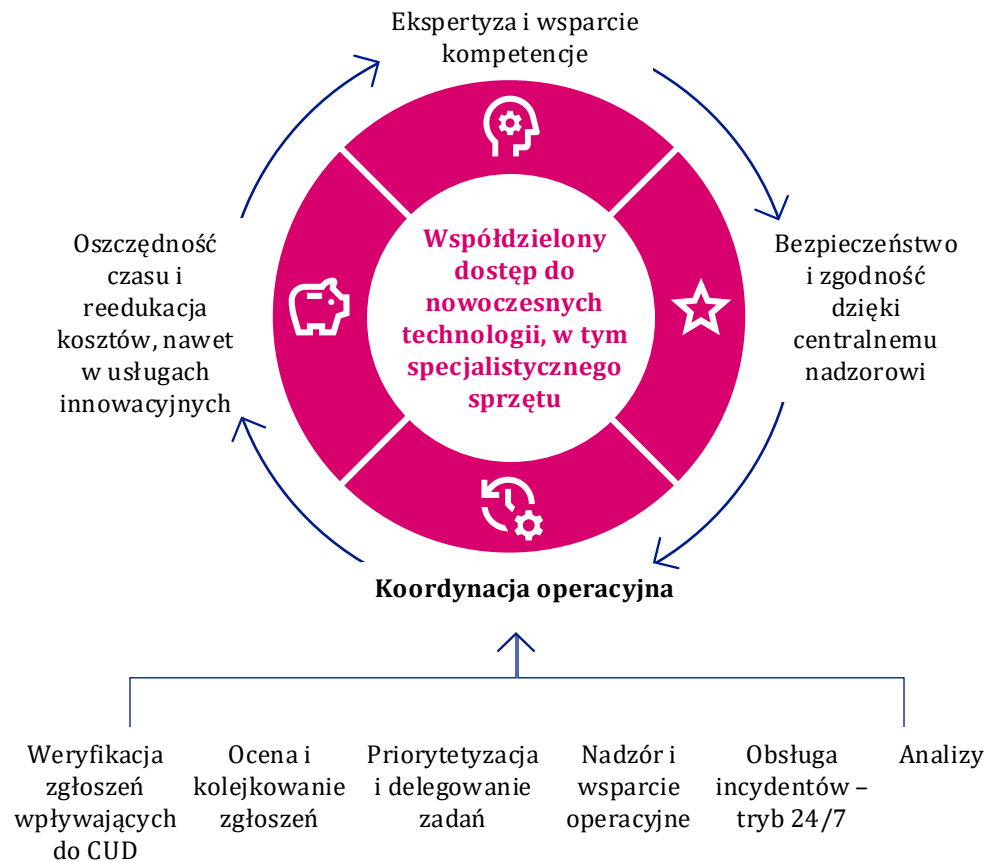 Ekspertyza i wsparcie
kompetencje
Oszczędność
czasu i
reedukacja
kosztów, nawet
w usługach
innowacyjnych
Współdzielony
dostęp do
nowoczesnych
technologii, w tym
specjalistycznego
sprzętu
Bezpieczeństwo
i zgodność
dzięki
centralnemu
nadzorowi
Koordynacja operacyjna
Weryfikacja
zgłoszeń
wpływających
do CUD
Ocena i
kolejkowanie
zgłoszeń
Priorytetyzacja
i delegowanie
zadań
Nadzór i
wsparcie
operacyjne
Obsługa
incydentów –
tryb 24/7
Analizy